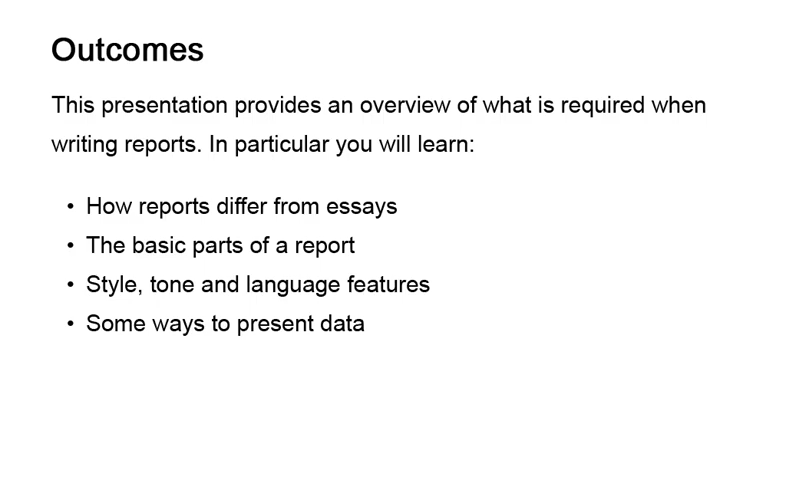 Outcomes
This presentation provides an overview of what is required when
writing reports. In particular you will learn:
• How reports differ from essays
• The basic parts of a report
• Style, tone and language features
• Some ways to present data